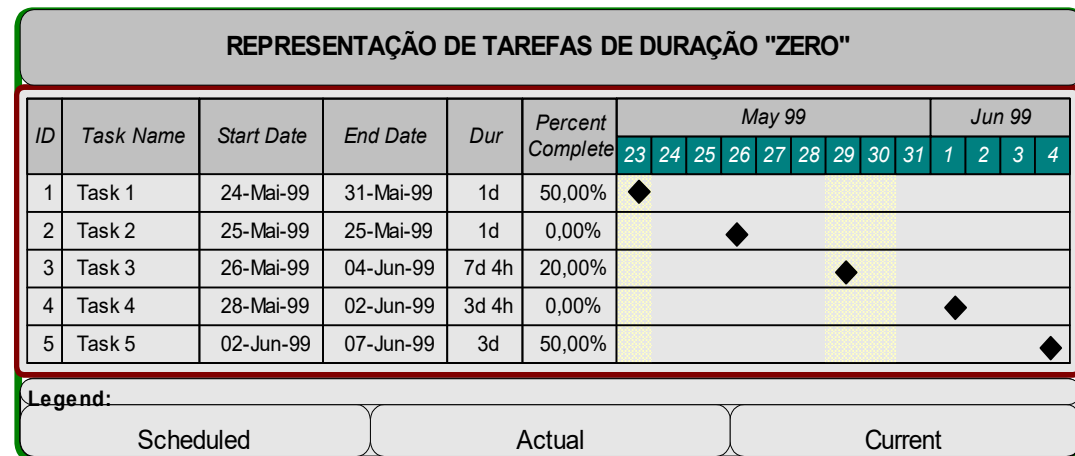 REPRESENTAÇÃO DE TAREFAS DE DURAÇÃO "ZERO"
ID Task Name Start Date End Date Dur Percent Complete May 99 Jun 99
23 24 25 26 27 28 29 30 31 1 2 3 4
1 Task 1 24-Mai-99 31-Mai-99 1d 50,00%
2 Task 2 25-Mai-99 25-Mai-99 1d 0,00%
3 Task 3 26-Mai-99 04-Jun-99 7d 4h 20,00%
4 Task 4 28-Mai-99 02-Jun-99 3d 4h 0,00%
5 Task 5 02-Jun-99 07-Jun-99 3d 50,00%
Legend:
Scheduled Actual Current